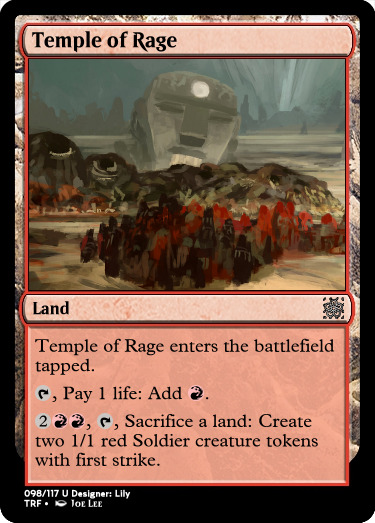 Temple of Rage
Land
Temple of Rage enters the battlefield
tapped.
, Pay 1 life: Add .
2, , Sacrifice a land: Create
two 1/1 red Soldier creature tokens
with first strike.
098/117 U Designer: Lily
TRF • Joe Lee